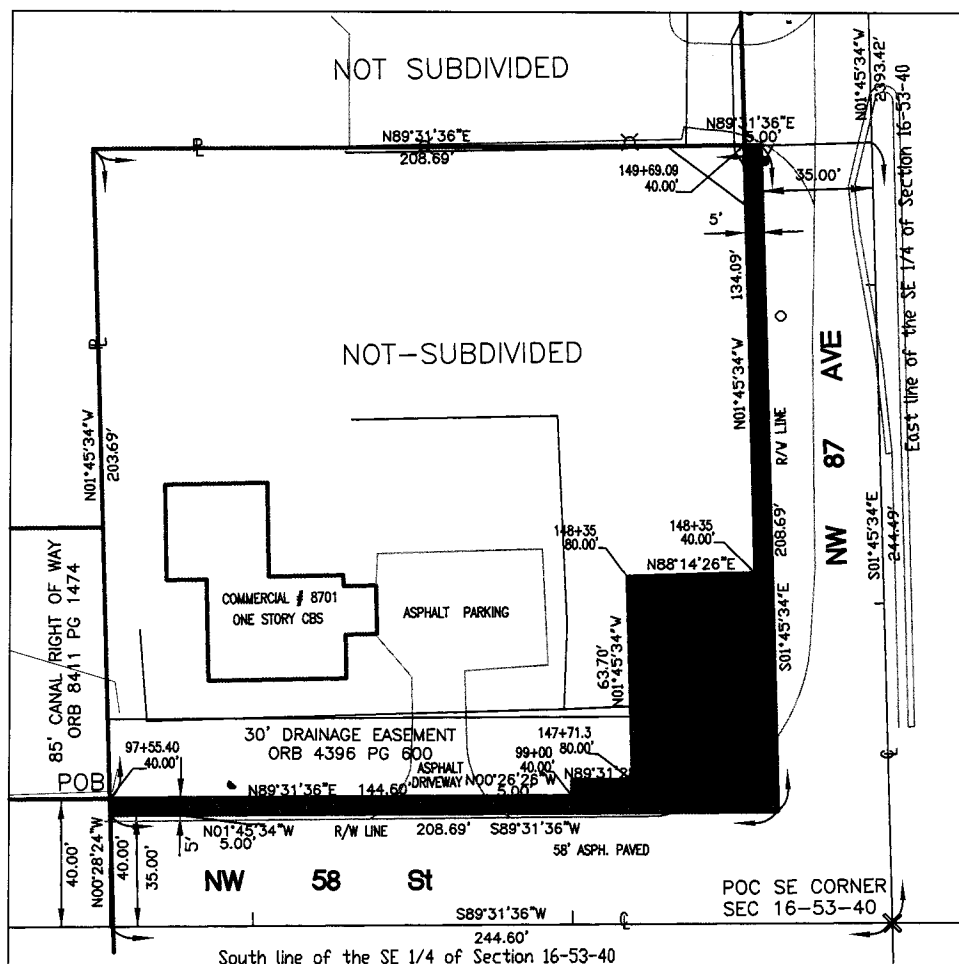 NOT SUBDIVIDED
N01°45'34"W
2393.42'
East line of the SE 1/4 of Section 16-53-40
N89°31'36"E
208.69'
N89°31'36"E
5.00'
149+69.09
40.00'
35.00'
5'
134.09'
N01°45'34"W
NOT-SUBDIVIDED
NW 87 AVE
R/W LINE
N01°45'34"W
203.69'
148+35
80.00'
148+35
40.00'
N88°14'26"E
208.69'
S01°45'34"E
S01°45'34"E
244.49'
85' CANAL RIGHT OF WAY
ORB 8411 PG 1474
COMMERCIAL # 8701
ONE STORY CBS
ASPHALT PARKING
63.70'
N01°45'34"W
30' DRAINAGE EASEMENT
ORB 4396 PG 600
97+55.40
40.00'
147+71.3
80.00'
99+00
40.00'
POB
ASPHALT
DRIVEWAY
N00°26'26"W
5.00'
N89°31'36"E
144.60'
N01°45'34"W
5.00'
R/W LINE
208.69'
S89°31'36"W
58' ASPH. PAVED
5'
40.00'
N00°28'24"W
40.00'
35.00'
NW 58 St
POC SE CORNER
SEC 16-53-40
S89°31'36"W
244.60'
South line of the SE 1/4 of Section 16-53-40